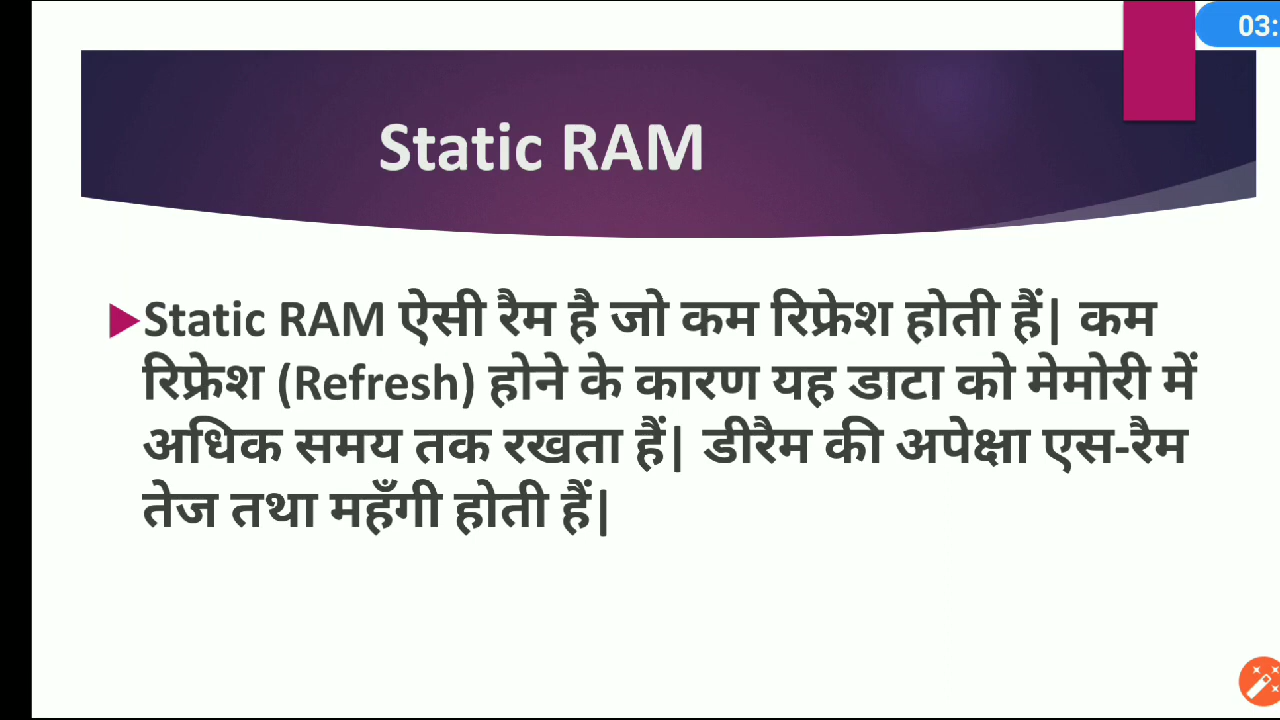 03:
Static RAM
Static RAM ऐसी रैम है जो कम रिफ्रेश होती हैं| कम
रिफ्रेश (Refresh) होने के कारण यह डाटा को मेमोरी में
अधिक समय तक रखता हैं| डीरैम की अपेक्षा एस-रैम
तेज तथा महँगी होती हैं|